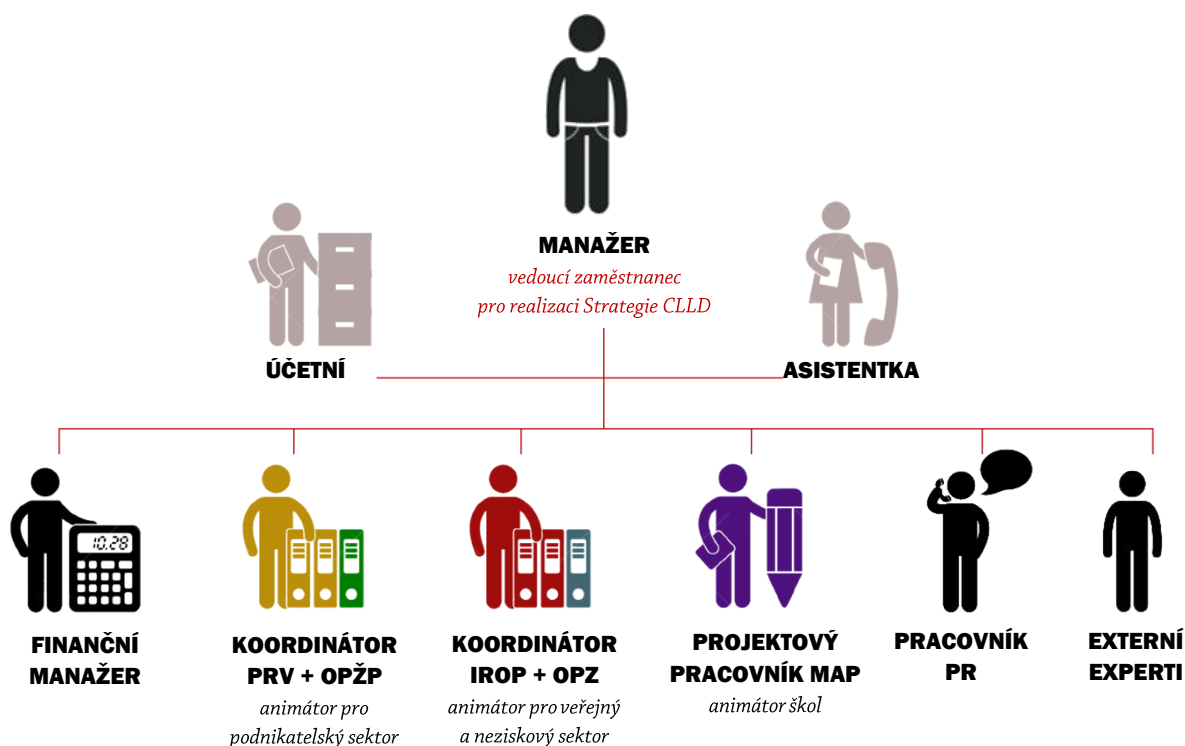 MANAŽER
vedoucí zaměstnanec
pro realizaci Strategie CLLD
ÚČETNÍ
ASISTENTKA
10.28
FINANČNÍ
MANAŽER
KOORDINÁTOR
PRV + OPŽP
animátor pro
podnikatelský sektor
KOORDINÁTOR
IROP + OPZ
animátor pro veřejný
a neziskový sektor
PROJEKTOVÝ
PRACOVNÍK MAP
animátor škol
PRACOVNÍK
PR
EXTERNÍ
EXPERTI